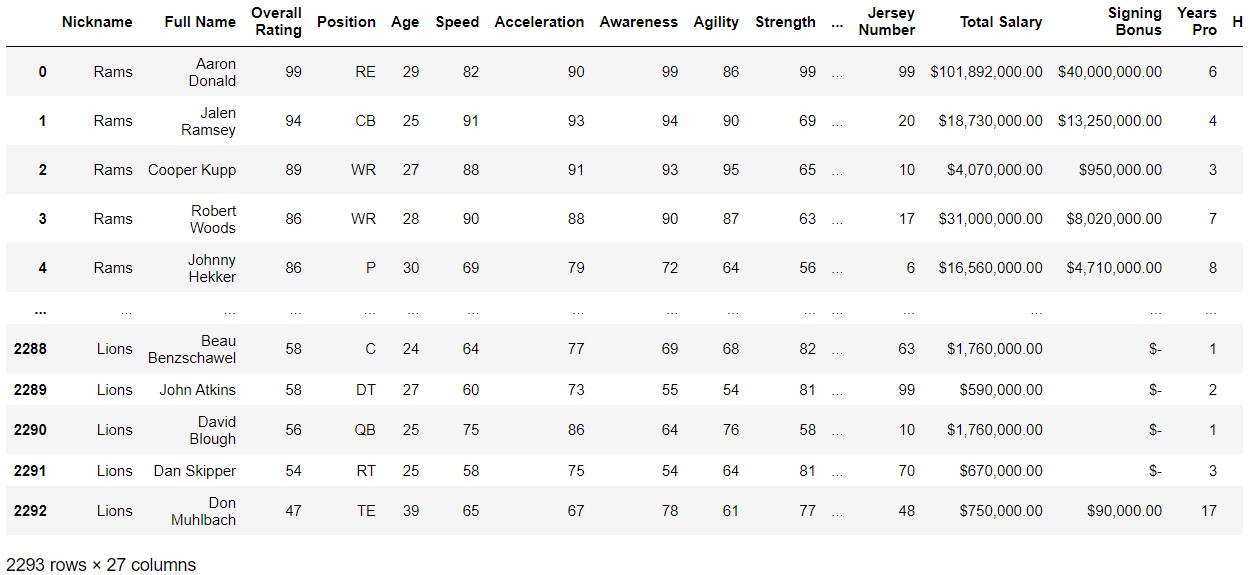 Nickname Full Name Overall Rating Position Age Speed Acceleration Awareness Agility Strength ... Jersey Number Total Salary Signing Bonus Years Pro H
0 Rams Aaron Donald 99 RE 29 82 90 99 86 99 ... 99 $101,892,000.00 $40,000,000.00 6
1 Rams Jalen Ramsey 94 CB 25 91 93 94 90 69 ... 20 $18,730,000.00 $13,250,000.00 4
2 Rams Cooper Kupp 89 WR 27 88 91 93 95 65 ... 10 $4,070,000.00 $950,000.00 3
3 Rams Robert Woods 86 WR 28 90 88 90 87 63 ... 17 $31,000,000.00 $8,020,000.00 7
4 Rams Johnny Hekker 86 P 30 69 79 72 64 56 ... 6 $16,560,000.00 $4,710,000.00 8
... ... ... ... ... ... ... ... ... ... ... ... ... ... ... ...
2288 Lions Beau Benzschawel 58 C 24 64 77 69 68 82 ... 63 $1,760,000.00 $- 1
2289 Lions John Atkins 58 DT 27 60 73 55 54 81 ... 99 $590,000.00 $- 2
2290 Lions David Blough 56 QB 25 75 86 64 76 58 ... 10 $1,760,000.00 $- 1
2291 Lions Dan Skipper 54 RT 25 58 75 54 64 81 ... 70 $670,000.00 $- 3
2292 Lions Don Muhlbach 47 TE 39 65 67 78 61 77 ... 48 $750,000.00 $90,000.00 17
2293 rows × 27 columns